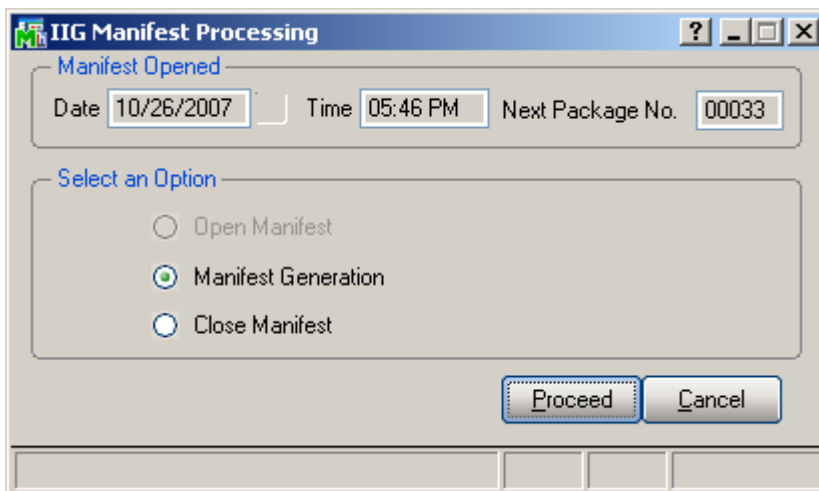 IIG Manifest Processing
Manifest Opened
Date 10/26/2007 Time 05:46 PM Next Package No. 00033
Select an Option
Open Manifest
Manifest Generation
Close Manifest
Proceed Cancel